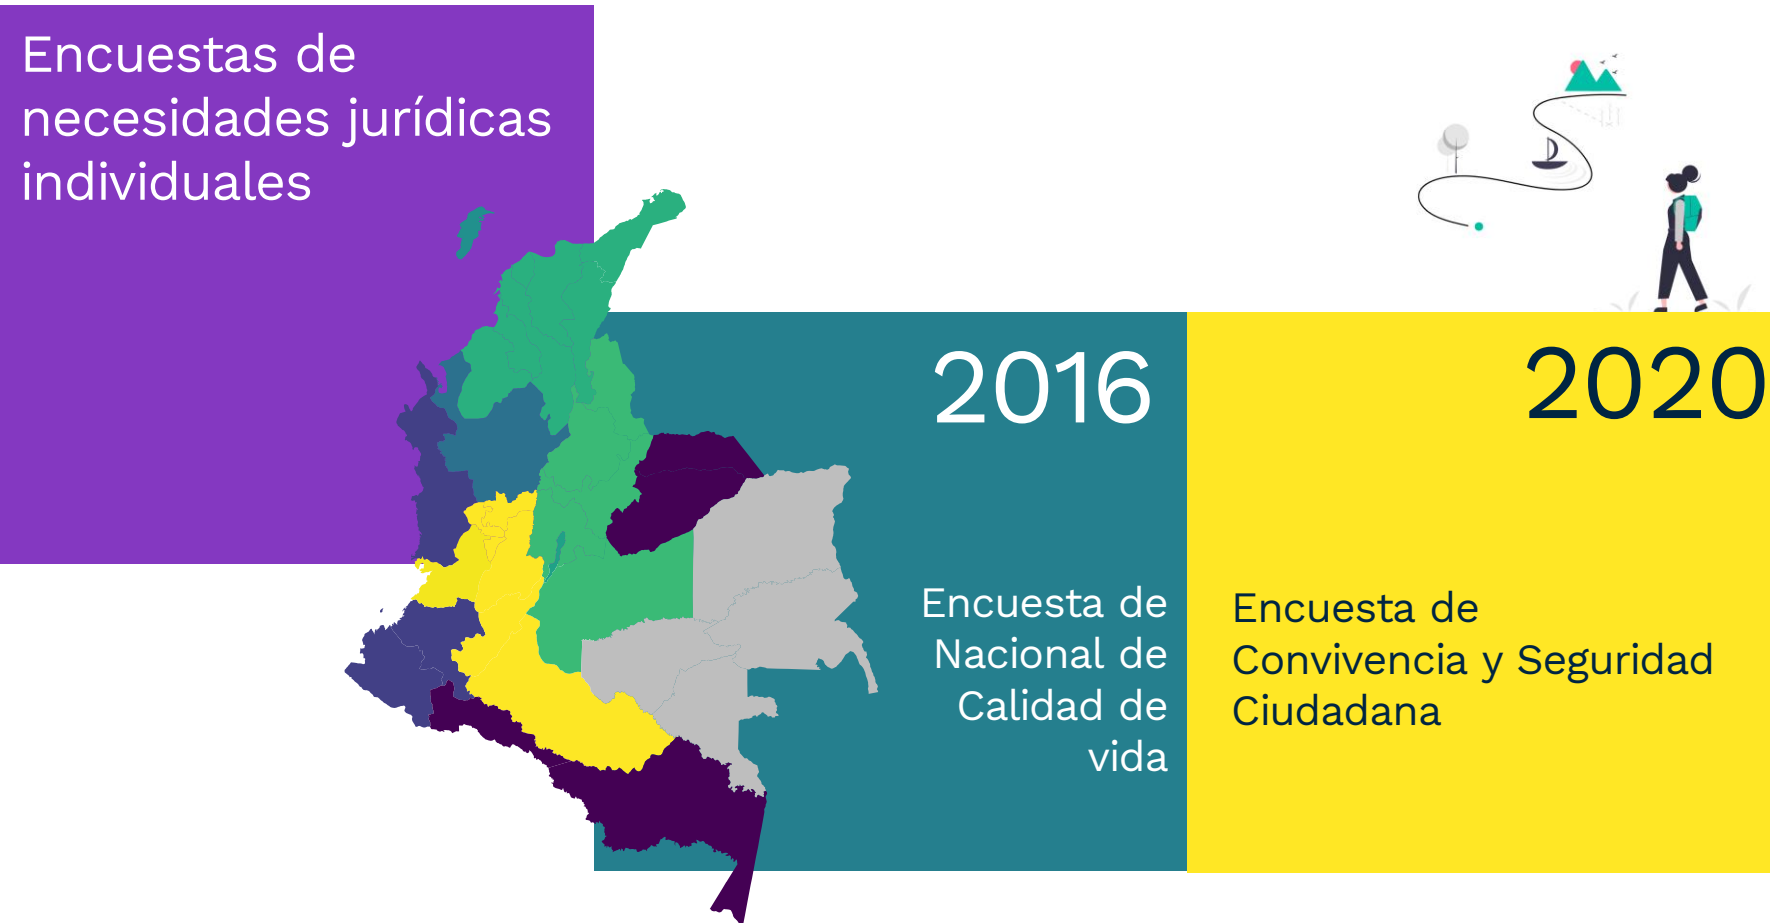 Encuestas de
necesidades jurídicas
individuales
2016
Encuesta de
Nacional de
Calidad de
vida
2020
Encuesta de
Convivencia y Seguridad
Ciudadana